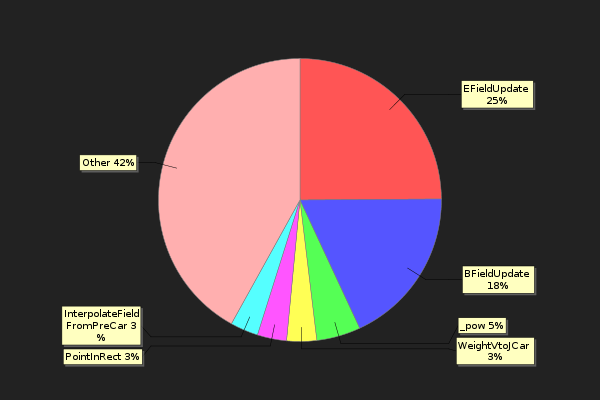 EFieldUpdate
25%
Other 42%
BFieldUpdate
18%
InterpolateField
FromPreCar 3
%
_pow 5%
PointInRect 3%
WeightVtoJCar
3%